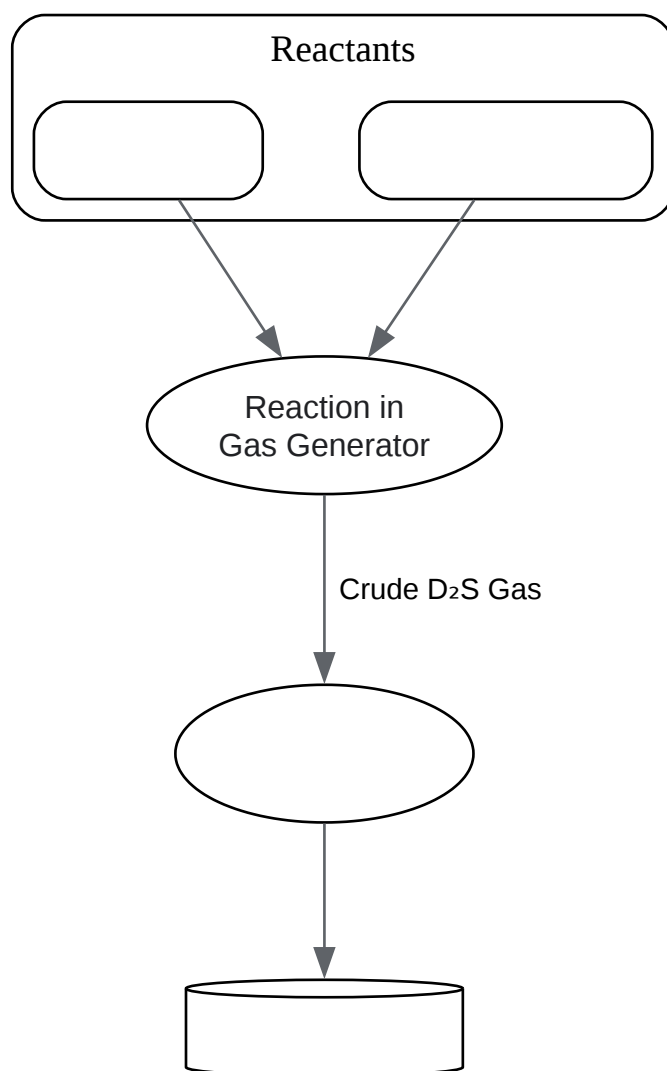 Reactants
Reaction in
Gas Generator
Crude D₂S Gas